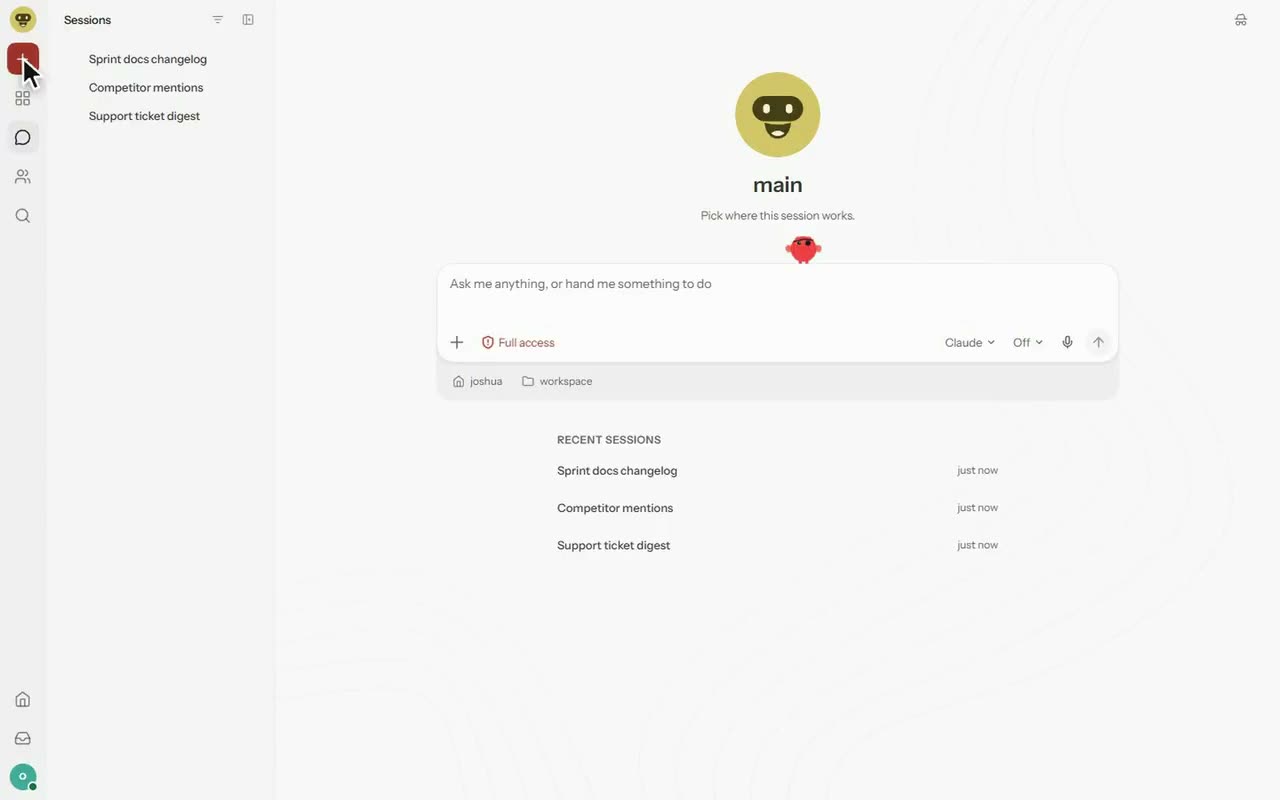 Sessions
Sprint docs changelog
Competitor mentions
Support ticket digest
main
Pick where this session works.
Ask me anything, or hand me something to do
Full access
Claude
Off
joshua
workspace
RECENT SESSIONS
Sprint docs changelog just now
Competitor mentions just now
Support ticket digest just now
O